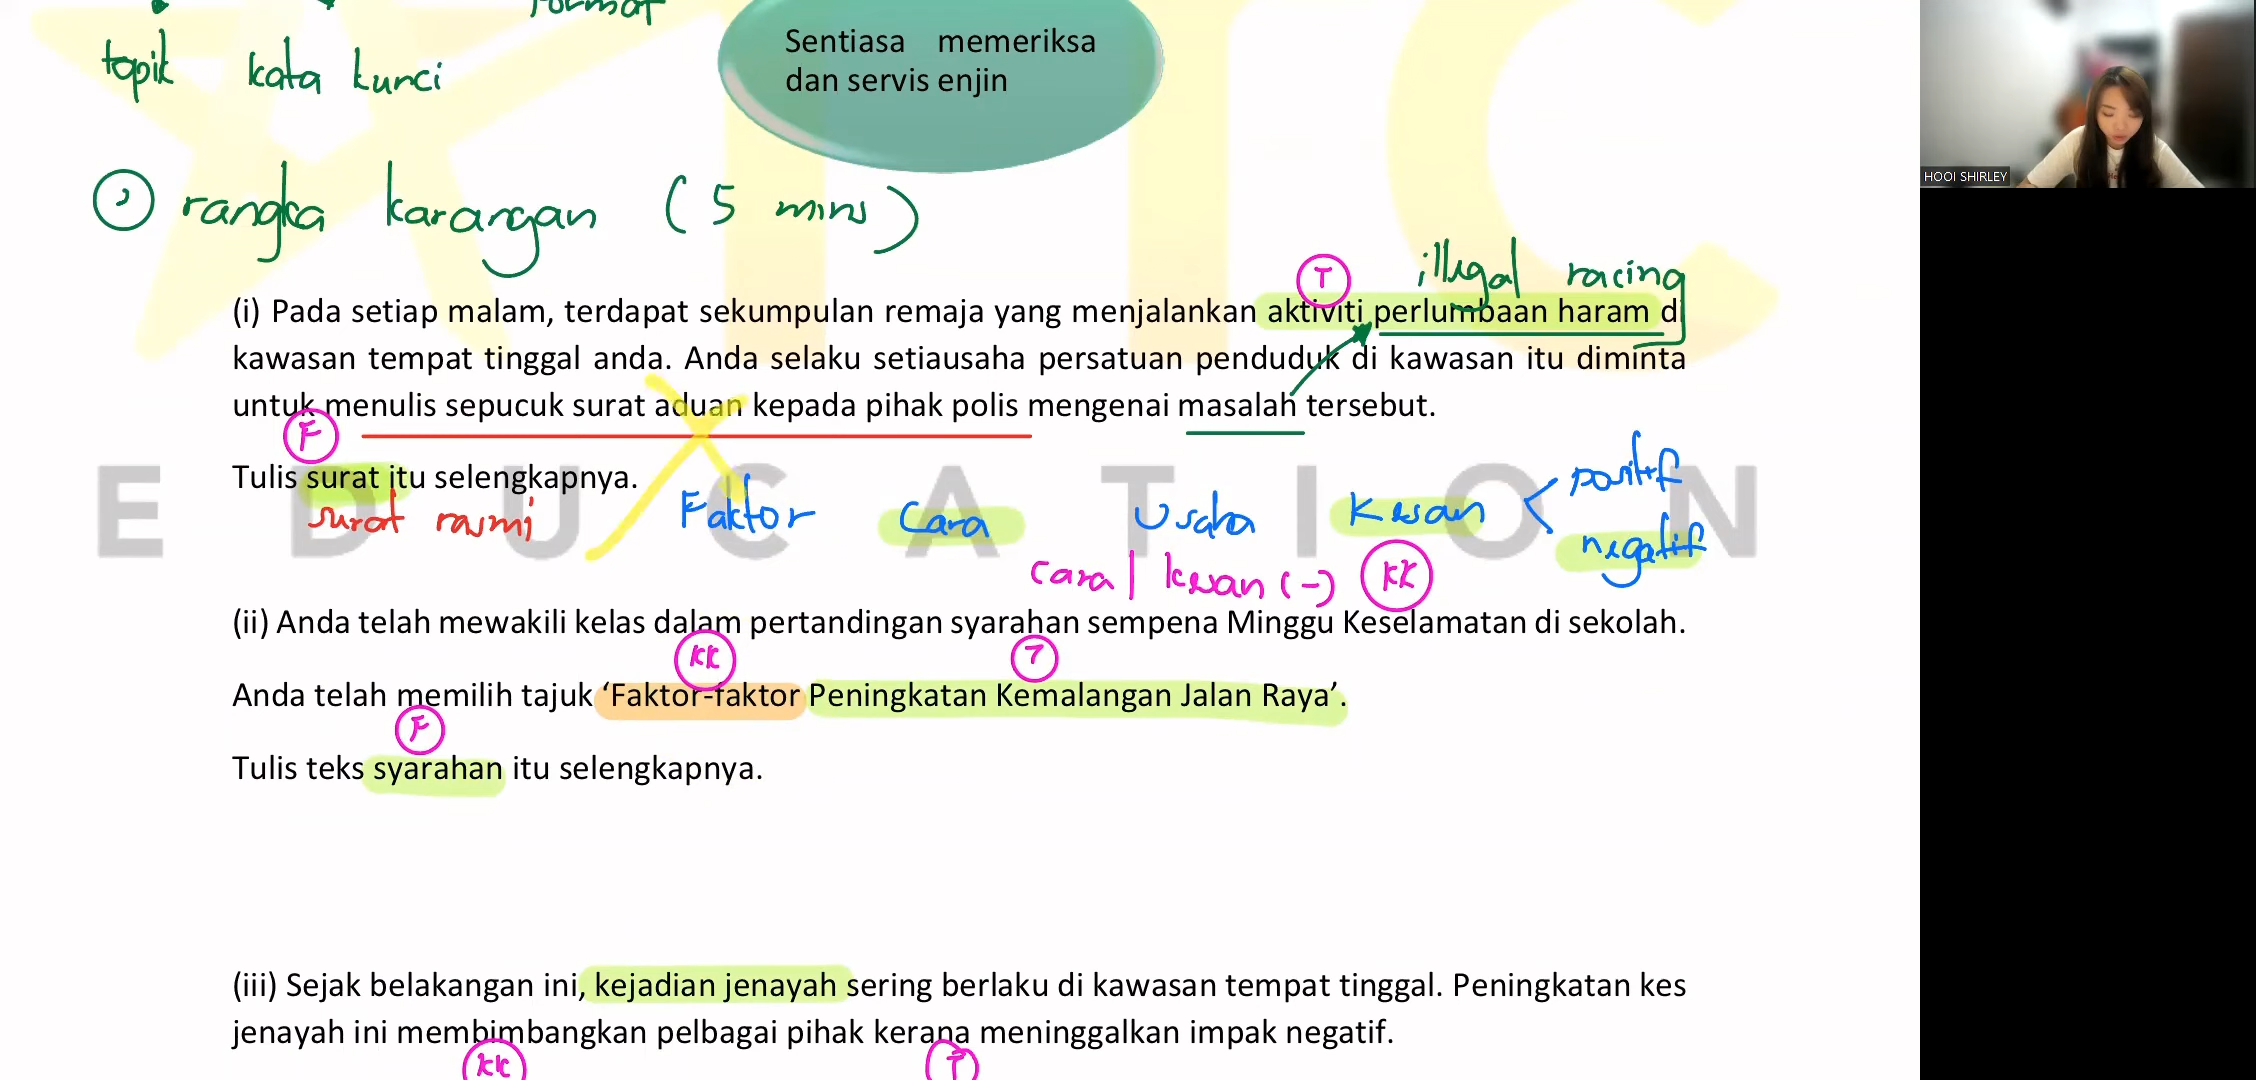 format
topik kata kunci
Sentiasa memeriksa
dan servis enjin
HOOI SHIRLEY
2 rangka karangan (5 mins)
T illegal racing
(i) Pada setiap malam, terdapat sekumpulan remaja yang menjalankan aktiviti perlumbaan haram di
kawasan tempat tinggal anda. Anda selaku setiausaha persatuan penduduk di kawasan itu diminta
untuk menulis sepucuk surat aduan kepada pihak polis mengenai masalah tersebut.
F
Tulis surat itu selengkapnya.
surat rasmi Faktor Cara Usaha Kesan positif
negatif
EDUCATION
cara | kesan (-) KK
(ii) Anda telah mewakili kelas dalam pertandingan syarahan sempena Minggu Keselamatan di sekolah.
KK T
Anda telah memilih tajuk ‘Faktor-faktor Peningkatan Kemalangan Jalan Raya’.
F
Tulis teks syarahan itu selengkapnya.
(iii) Sejak belakangan ini, kejadian jenayah sering berlaku di kawasan tempat tinggal. Peningkatan kes
jenayah ini membimbangkan pelbagai pihak kerana meninggalkan impak negatif.
KK T